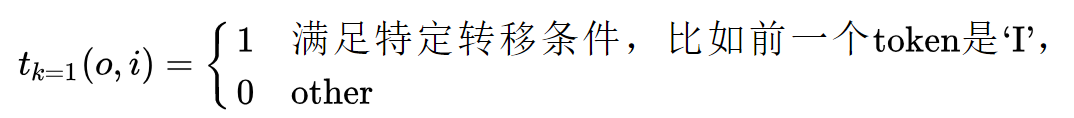 t_{k=1}(o, i) = { 1 满足特定转移条件，比如前一个token是‘I’，
0 other